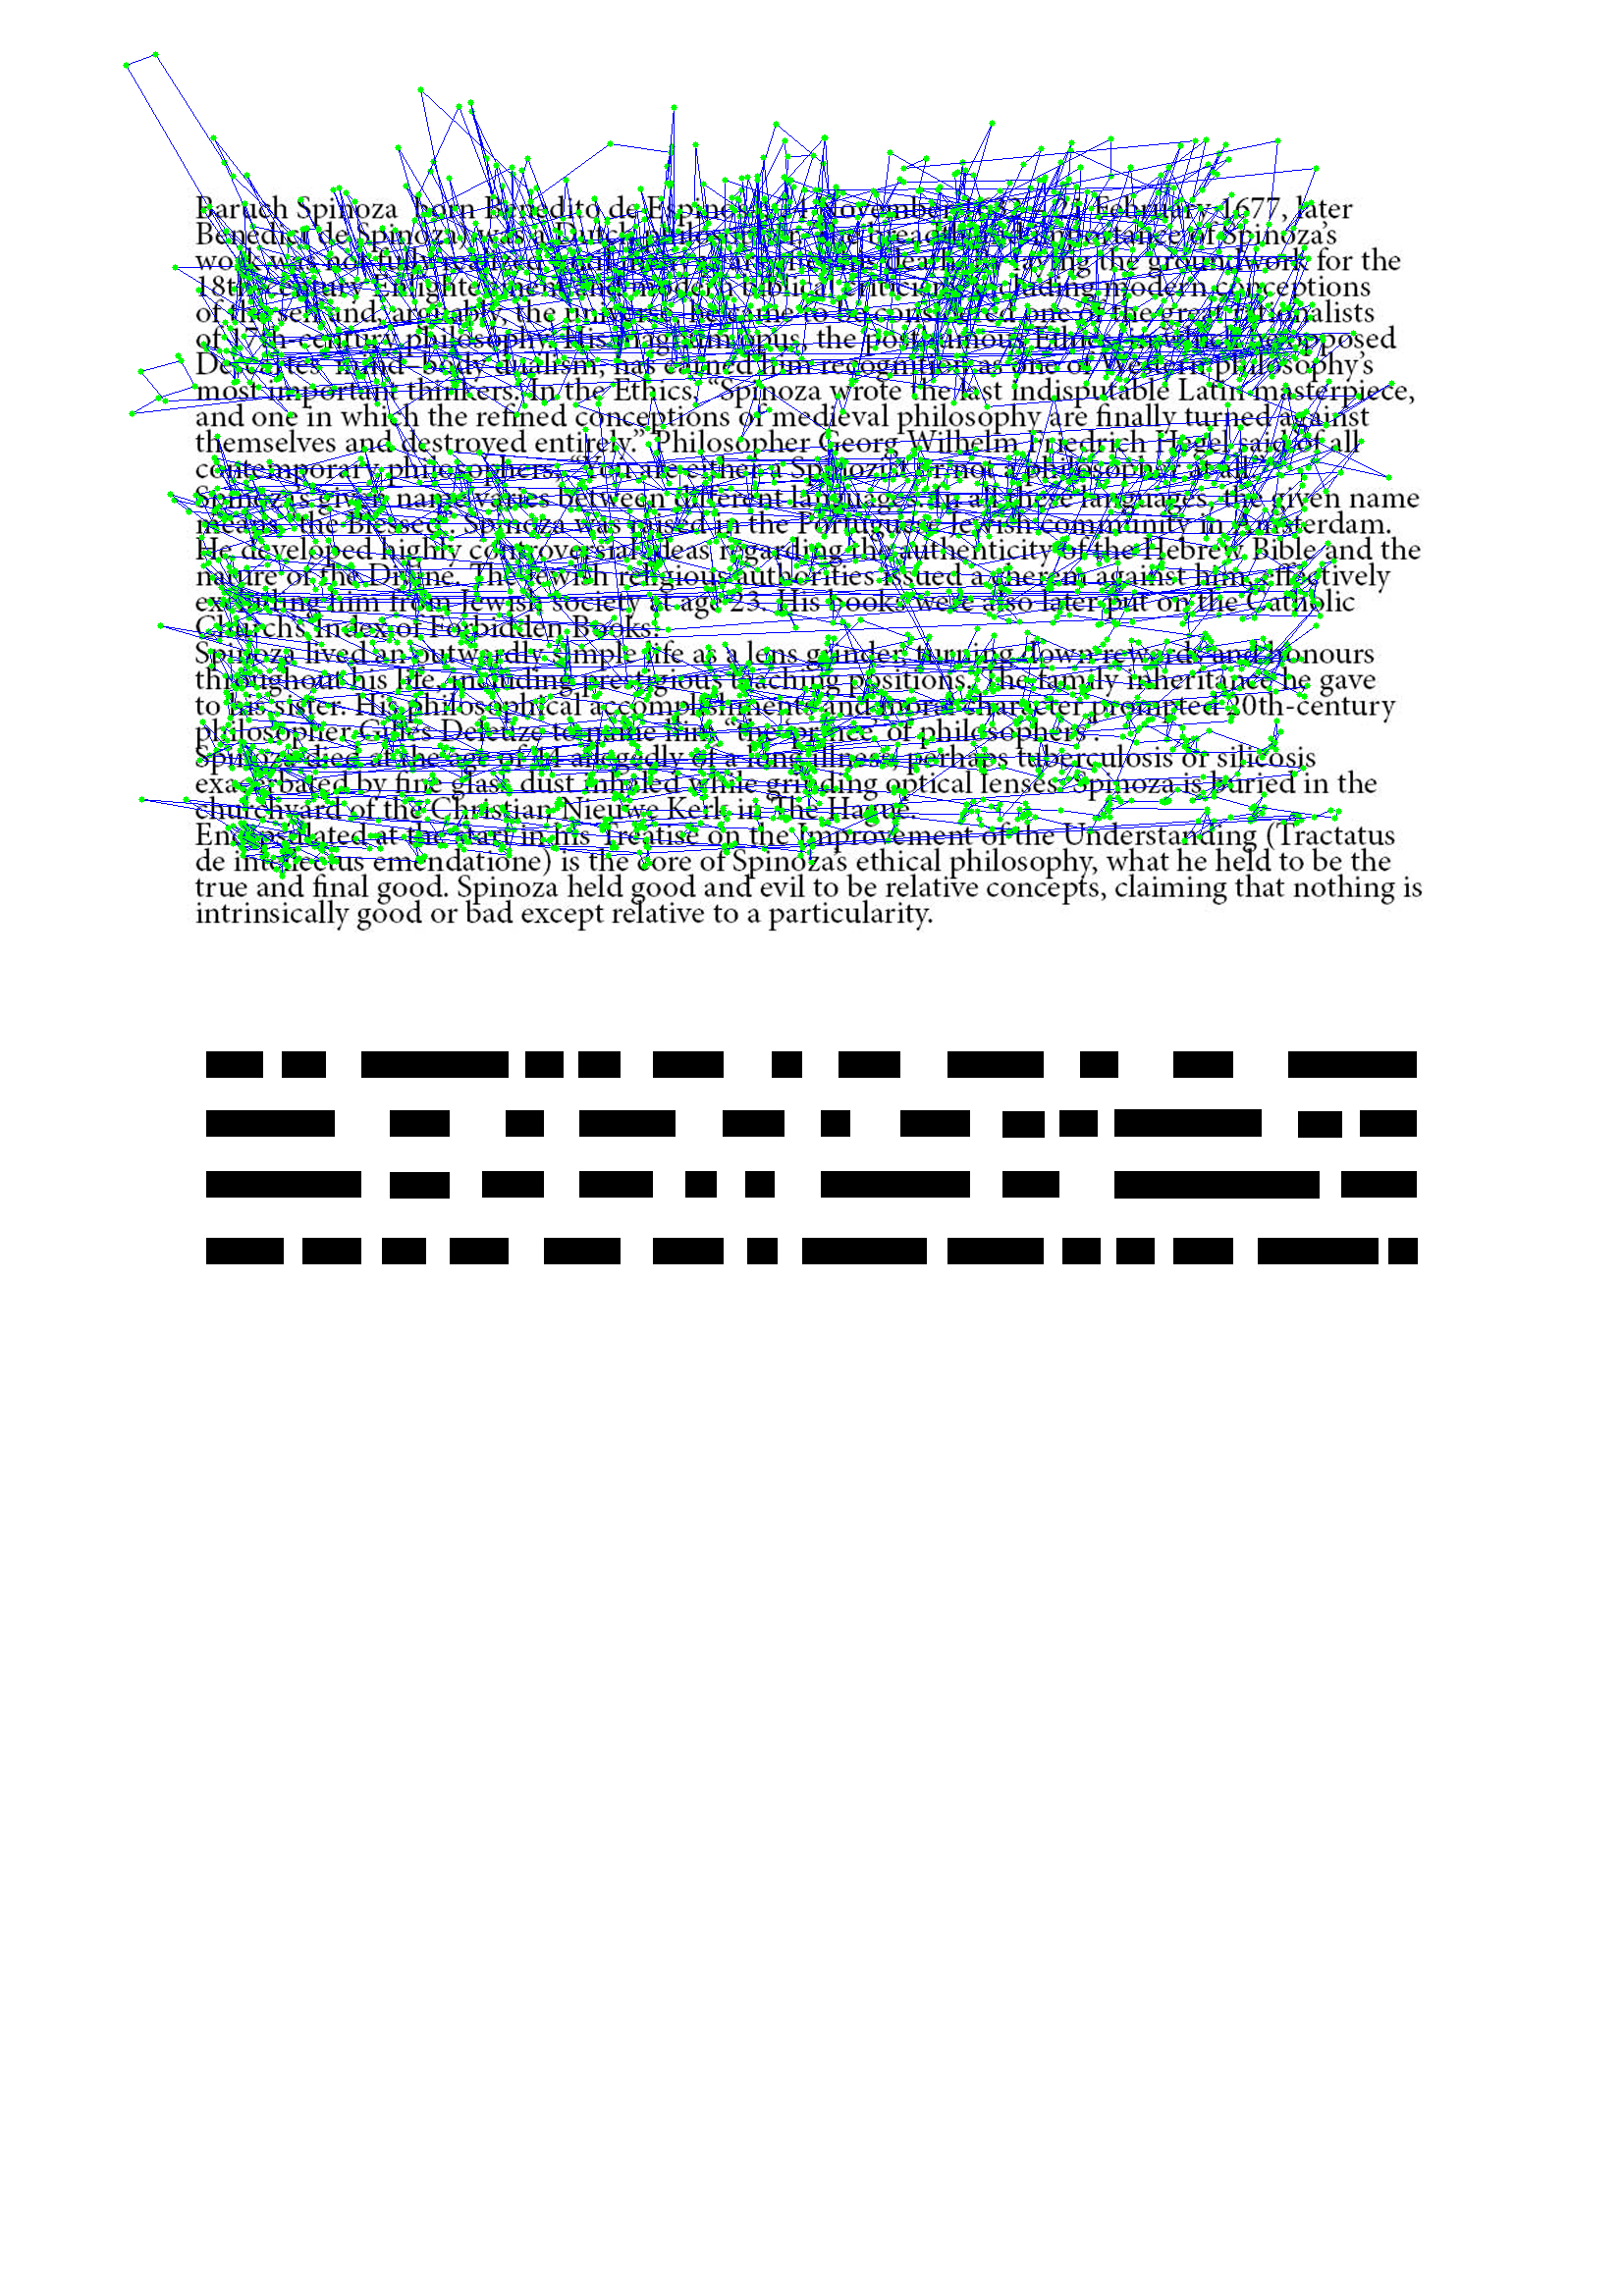 Baruch Spinoza born Benedito de Espinosa, 24 November 1632 – 21 February 1677, later
Benedict de Spinoza) was a Dutch philosopher. The breadth and importance of Spinoza's
work was not fully realized until many years after his death. By laying the groundwork for the
18th-century Enlightenment and modern biblical criticism, including modern conceptions
of the self and, arguably, the universe, he came to be considered one of the great rationalists
of 17th-century philosophy. His magnum opus, the posthumous Ethics, in which he opposed
Descartes' mind–body dualism, has earned him recognition as one of Western philosophy's
most important thinkers. In the Ethics, “Spinoza wrote the last indisputable Latin masterpiece,
and one in which the refined conceptions of medieval philosophy are finally turned against
themselves and destroyed entirely.” Philosopher Georg Wilhelm Friedrich Hegel said of all
contemporary philosophers, “You are either a Spinozist or not a philosopher at all.”
Spinoza's given name varies between different languages. In all these languages, the given name
means “the Blessed”. Spinoza was raised in the Portuguese Jewish community in Amsterdam.
He developed highly controversial ideas regarding the authenticity of the Hebrew Bible and the
nature of the Divine. The Jewish religious authorities issued a cherem against him, effectively
excluding him from Jewish society at age 23. His books were also later put on the Catholic
Church's Index of Forbidden Books.
Spinoza lived an outwardly simple life as a lens grinder, turning down rewards and honours
throughout his life, including prestigious teaching positions. The family inheritance he gave
to his sister. His philosophical accomplishments and moral character prompted 20th-century
philosopher Gilles Deleuze to name him “the 'prince' of philosophers”.
Spinoza died at the age of 44 allegedly of a lung illness, perhaps tuberculosis or silicosis
exacerbated by fine glass dust inhaled while grinding optical lenses. Spinoza is buried in the
churchyard of the Christian Nieuwe Kerk in The Hague.
Encapsulated at the start in his Treatise on the Improvement of the Understanding (Tractatus
de intellectus emendatione) is the core of Spinoza's ethical philosophy, what he held to be the
true and final good. Spinoza held good and evil to be relative concepts, claiming that nothing is
intrinsically good or bad except relative to a particularity.